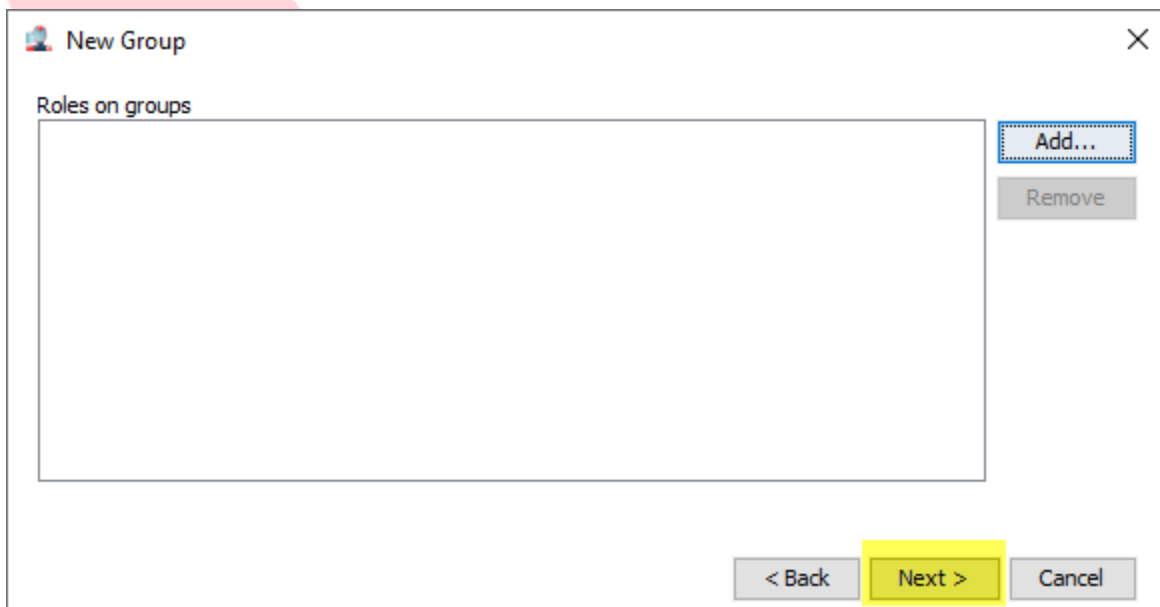 New Group
Roles on groups
Add...
Remove
< Back Next > Cancel